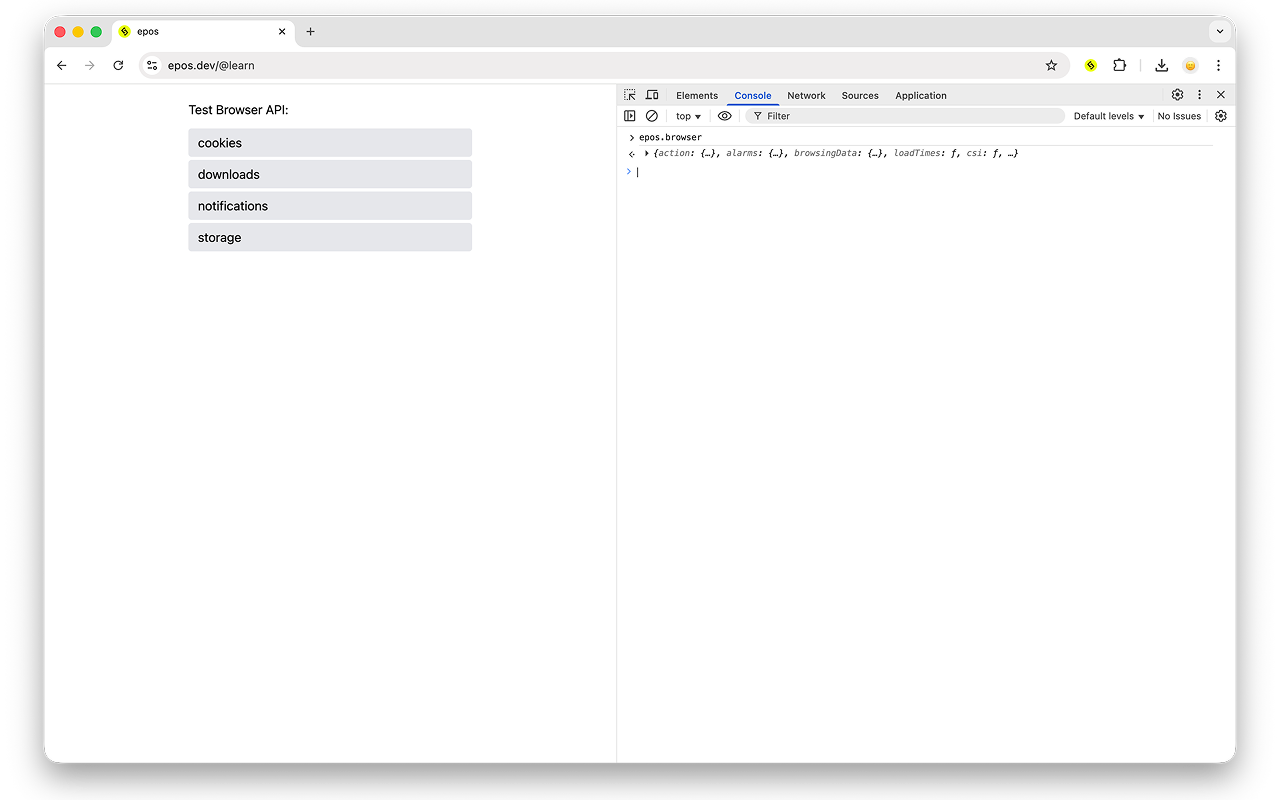 epos
epos.dev/@learn
Test Browser API:
cookies
downloads
notifications
storage
Elements Console Network Sources Application
top Filter Default levels No Issues
epos.browser
{action: {…}, alarms: {…}, browsingData: {…}, loadTimes: ƒ, csi: ƒ, …}